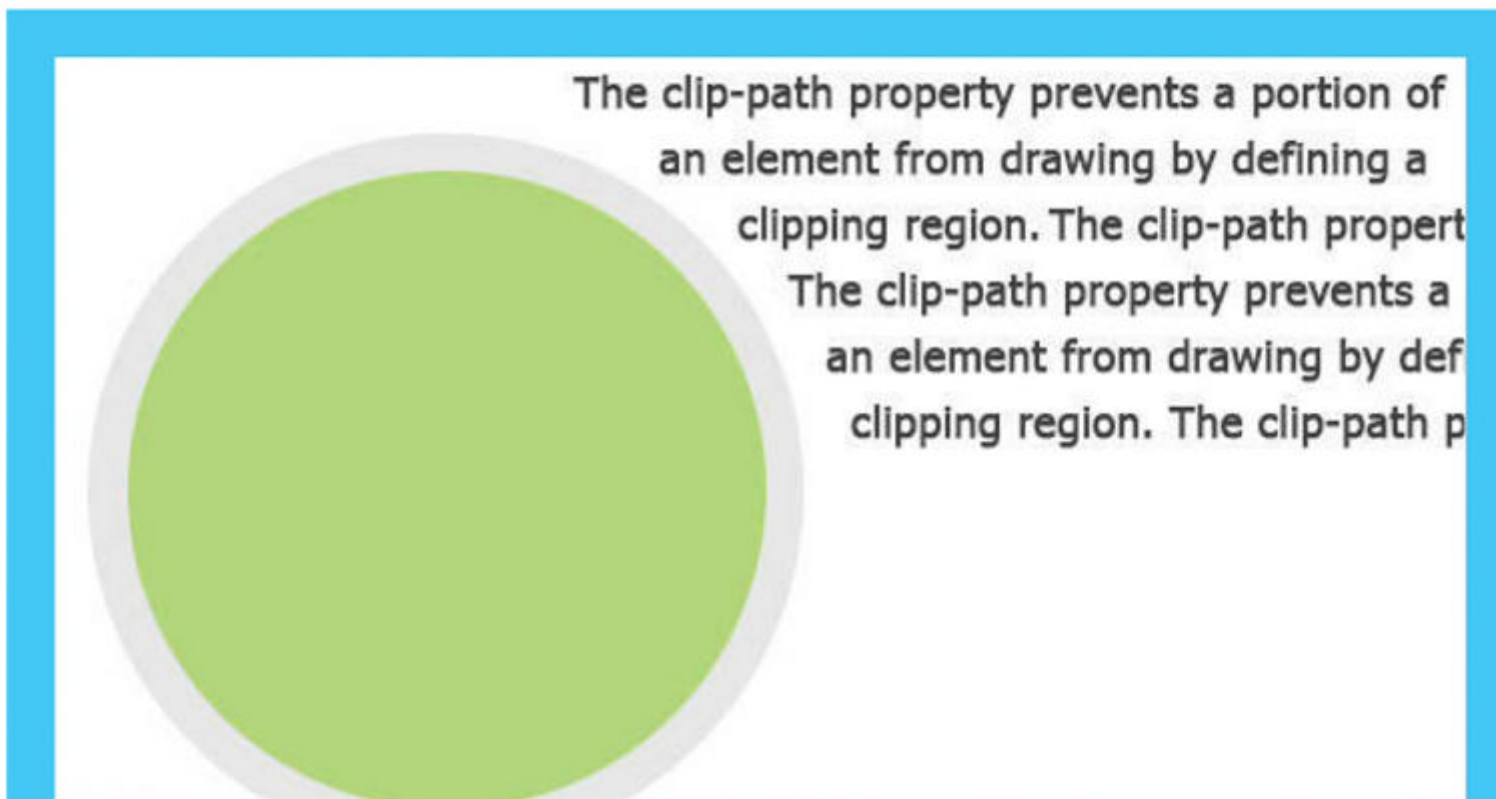 The clip-path property prevents a portion of
an element from drawing by defining a
clipping region. The clip-path propert
The clip-path property prevents a
an element from drawing by def
clipping region. The clip-path p